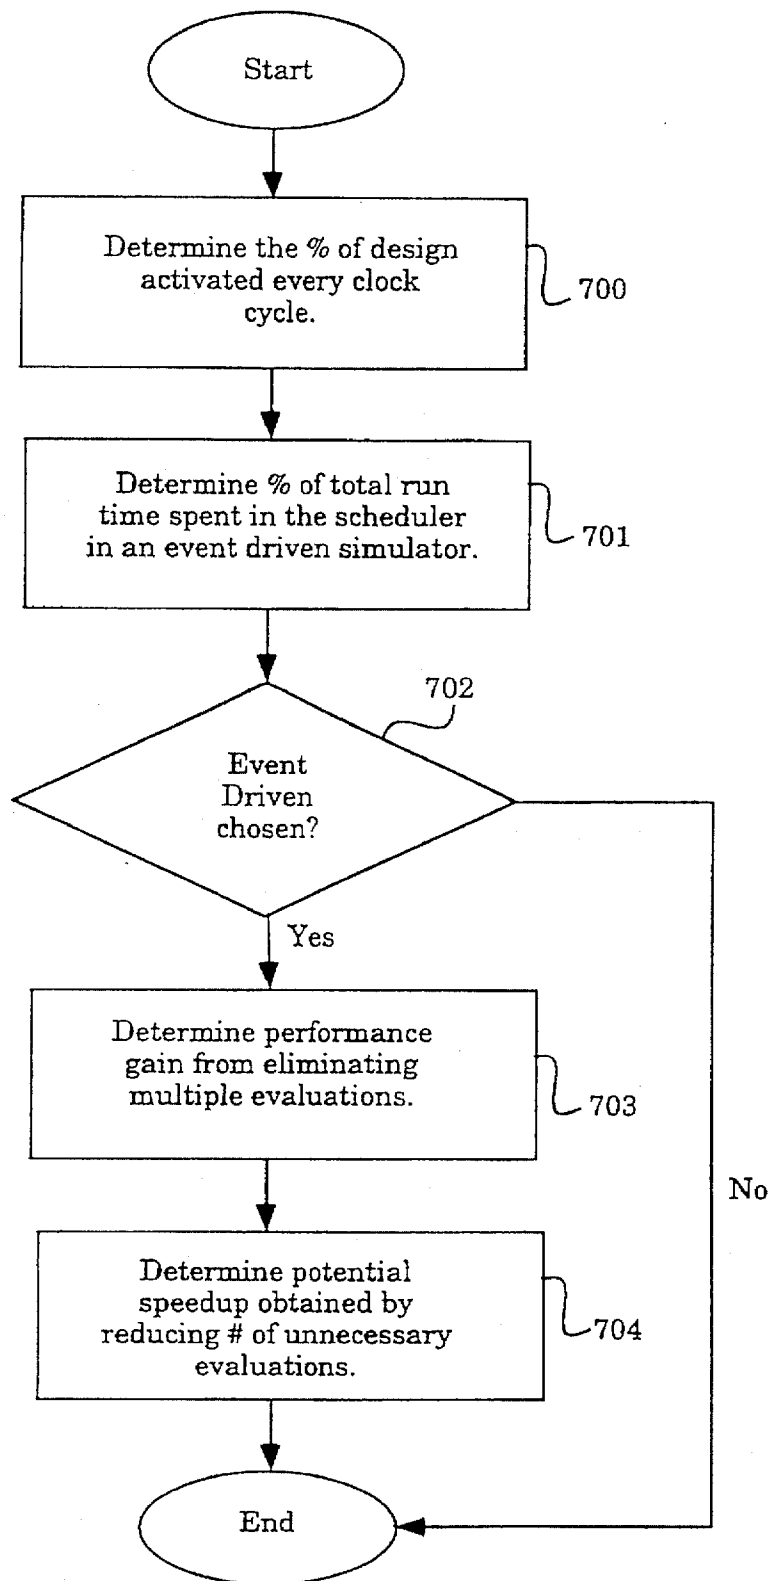 Start
Determine the % of design
activated every clock
cycle.
700
Determine % of total run
time spent in the scheduler
in an event driven simulator.
701
702
Event
Driven
chosen?
Yes
Determine performance
gain from eliminating
multiple evaluations.
703
No
Determine potential
speedup obtained by
reducing # of unnecessary
evaluations.
704
End